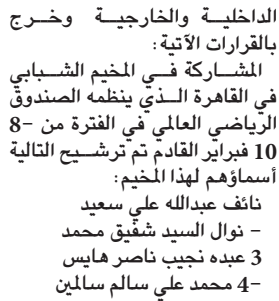 الداخلية والخارجية وخرج
بالقرارات الآتية:
المشاركة في المخيم الشبابي
في القاهرة الذي ينظمه الصندوق
الرياضي العالمي في الفترة من 8-
10 فبراير القادم تم ترشيح التالية
أسماؤهم لهذا المخيم:
نائف عبدالله علي سعيد
- نوال السيد شفيق محمد
3 عبده نجيب ناصر هايس
4- محمد علي سالم سالمين